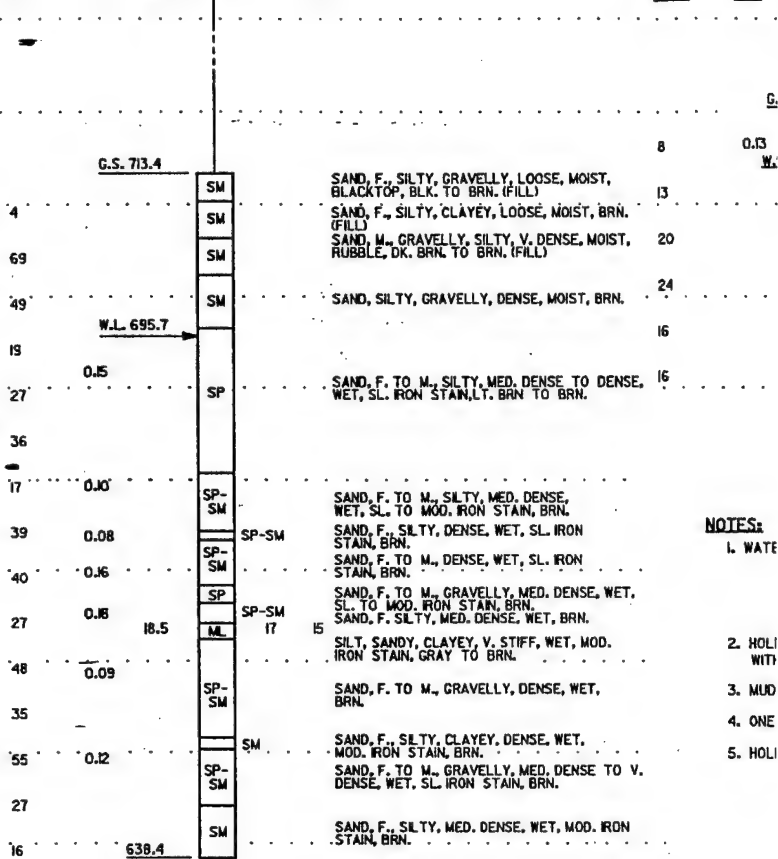 G.
8 0.13
W.
G.S. 713.4
SM SAND, F., SILTY, GRAVELLY, LOOSE, MOIST,
BLACKTOP, BLK. TO BRN. (FILL) 13
4 SM SAND, F., SILTY, CLAYEY, LOOSE, MOIST, BRN.
(FILL)
69 SM SAND, M., GRAVELLY, SILTY, V. DENSE, MOIST, 20
RUBBLE, DK. BRN. TO BRN. (FILL)
24
49 SM SAND, SILTY, GRAVELLY, DENSE, MOIST, BRN.
W.L. 695.7 16
19
0.15
27 SP SAND, F. TO M., SILTY, MED. DENSE TO DENSE, 16
WET, SL. IRON STAIN, LT. BRN TO BRN.
36
17 0.10
SP-SM SAND, F. TO M., SILTY, MED. DENSE,
WET, SL. TO MOD. IRON STAIN, BRN.
39 0.08 SP-SM SAND, F., SILTY, DENSE, WET, SL. IRON
STAIN, BRN.
SP-SM SAND, F. TO M., DENSE, WET, SL. IRON
40 0.16 STAIN, BRN.
SP SAND, F. TO M., GRAVELLY, MED. DENSE, WET,
SL. TO MOD. IRON STAIN, BRN.
27 0.18 SP-SM SAND, F. SILTY, MED. DENSE, WET, BRN.
18.5 ML 17 15 SILT, SANDY, CLAYEY, V. STIFF, WET, MOD.
IRON STAIN, GRAY TO BRN.
48 0.09
SP-SM SAND, F. TO M., GRAVELLY, DENSE, WET,
BRN.
35
SM SAND, F., SILTY, CLAYEY, DENSE, WET,
MOD. IRON STAIN, BRN.
55 0.12
SP-SM SAND, F. TO M., GRAVELLY, MED. DENSE TO V.
DENSE, WET, SL. IRON STAIN, BRN.
27
SM SAND, F., SILTY, MED. DENSE, WET, MOD. IRON
STAIN, BRN.
16 638.4
NOTES:
1. WATE
2. HOL
WITH
3. MUD
4. ONE
5. HOL